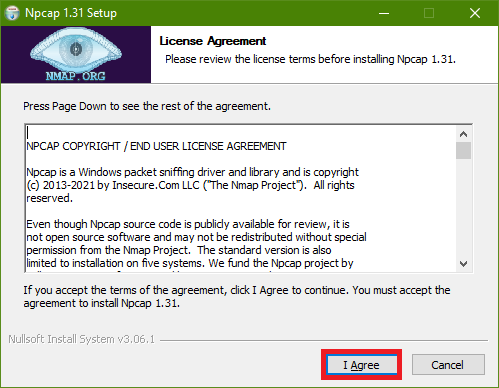 Npcap 1.31 Setup
NMAP.ORG
License Agreement
Please review the license terms before installing Npcap 1.31.
Press Page Down to see the rest of the agreement.
NPCAP COPYRIGHT / END USER LICENSE AGREEMENT
Npcap is a Windows packet sniffing driver and library and is copyright
(c) 2013-2021 by Insecure.Com LLC ("The Nmap Project").  All rights
reserved.
Even though Npcap source code is publicly available for review, it is
not open source software and may not be redistributed without special
permission from the Nmap Project.  The standard version is also
limited to installation on five systems. We fund the Npcap project by
If you accept the terms of the agreement, click I Agree to continue. You must accept the
agreement to install Npcap 1.31.
Nullsoft Install System v3.06.1
I Agree
Cancel